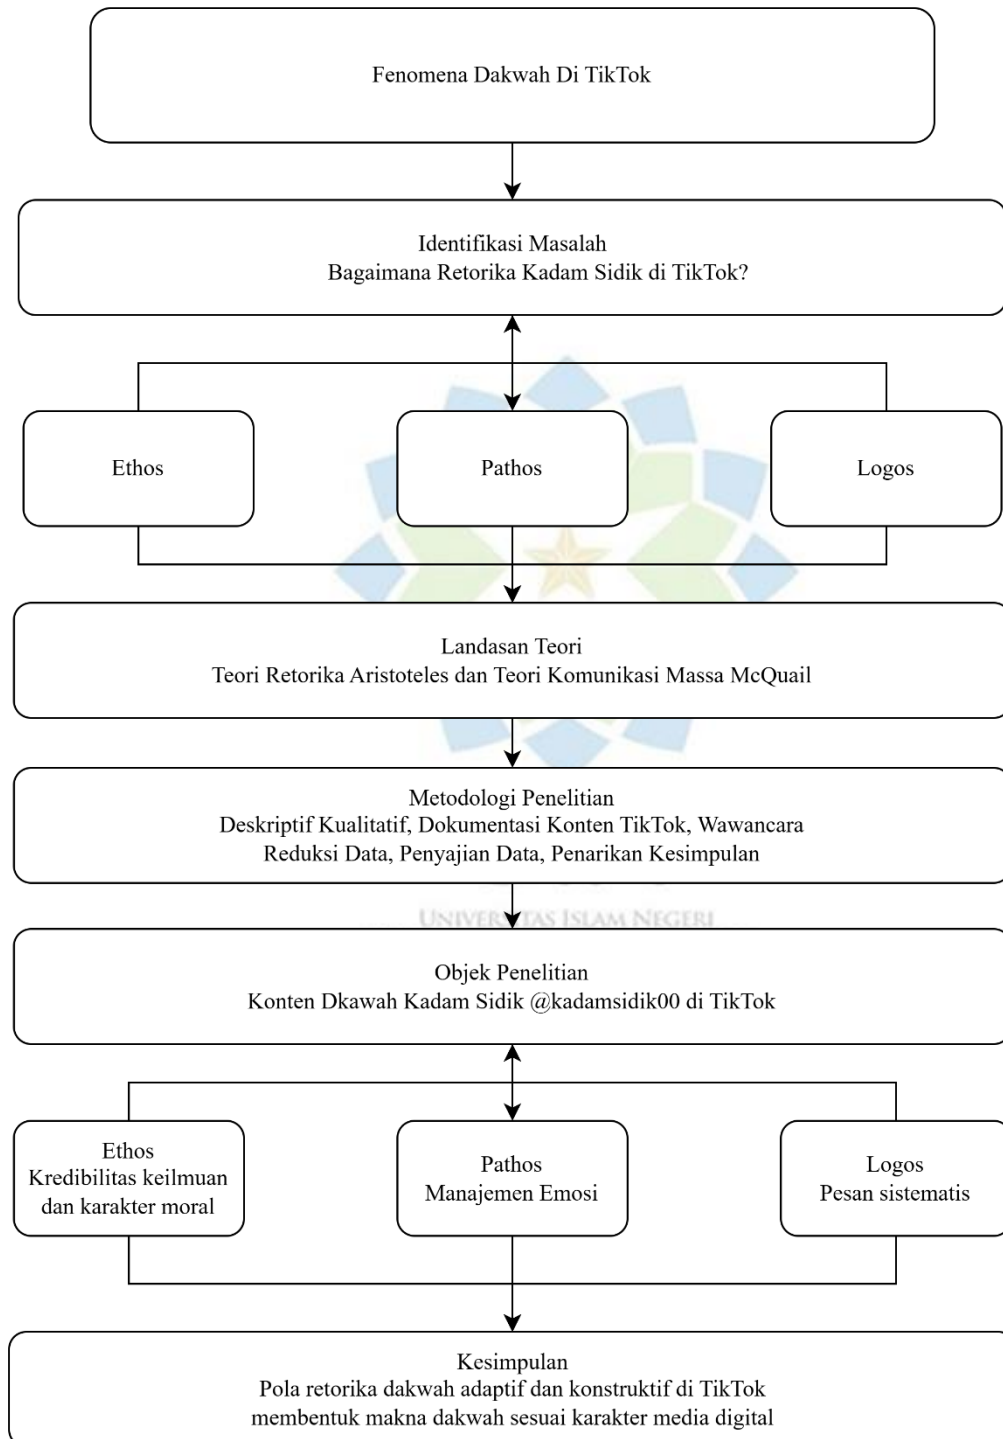 Fenomena Dakwah Di TikTok
Identifikasi Masalah
Bagaimana Retorika Kadam Sidik di TikTok?
Ethos
Pathos
Logos
Landasan Teori
Teori Retorika Aristoteles dan Teori Komunikasi Massa McQuail
Metodologi Penelitian
Deskriptif Kualitatif, Dokumentasi Konten TikTok, Wawancara
Reduksi Data, Penyajian Data, Penarikan Kesimpulan
UNIVERSITAS ISLAM NEGERI
Objek Penelitian
Konten Dkawah Kadam Sidik @kadamsidik00 di TikTok
Ethos
Kredibilitas keilmuan
dan karakter moral
Pathos
Manajemen Emosi
Logos
Pesan sistematis
Kesimpulan
Pola retorika dakwah adaptif dan konstruktif di TikTok
membentuk makna dakwah sesuai karakter media digital